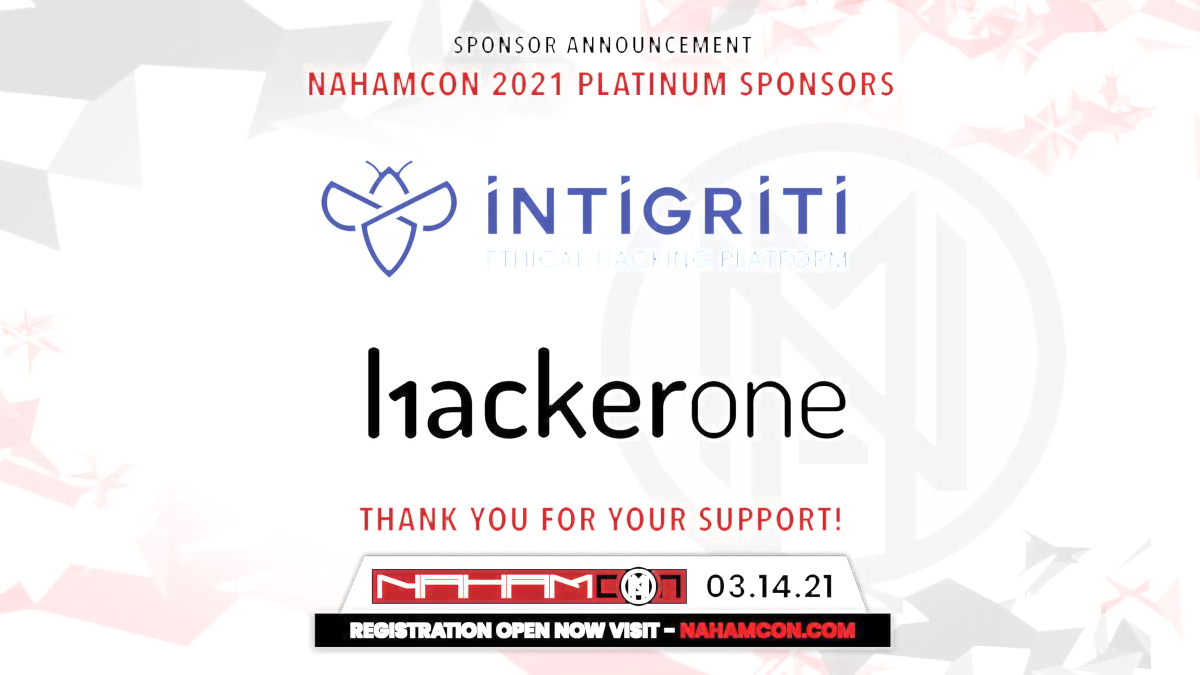 SPONSOR ANNOUNCEMENT
NAHAMCON 2021 PLATINUM SPONSORS
iNTiGRiTi
ETHICAL HACKING PLATFORM
hackerone
THANK YOU FOR YOUR SUPPORT!
NAHAMCON 03.14.21
REGISTRATION OPEN NOW VISIT – NAHAMCON.COM